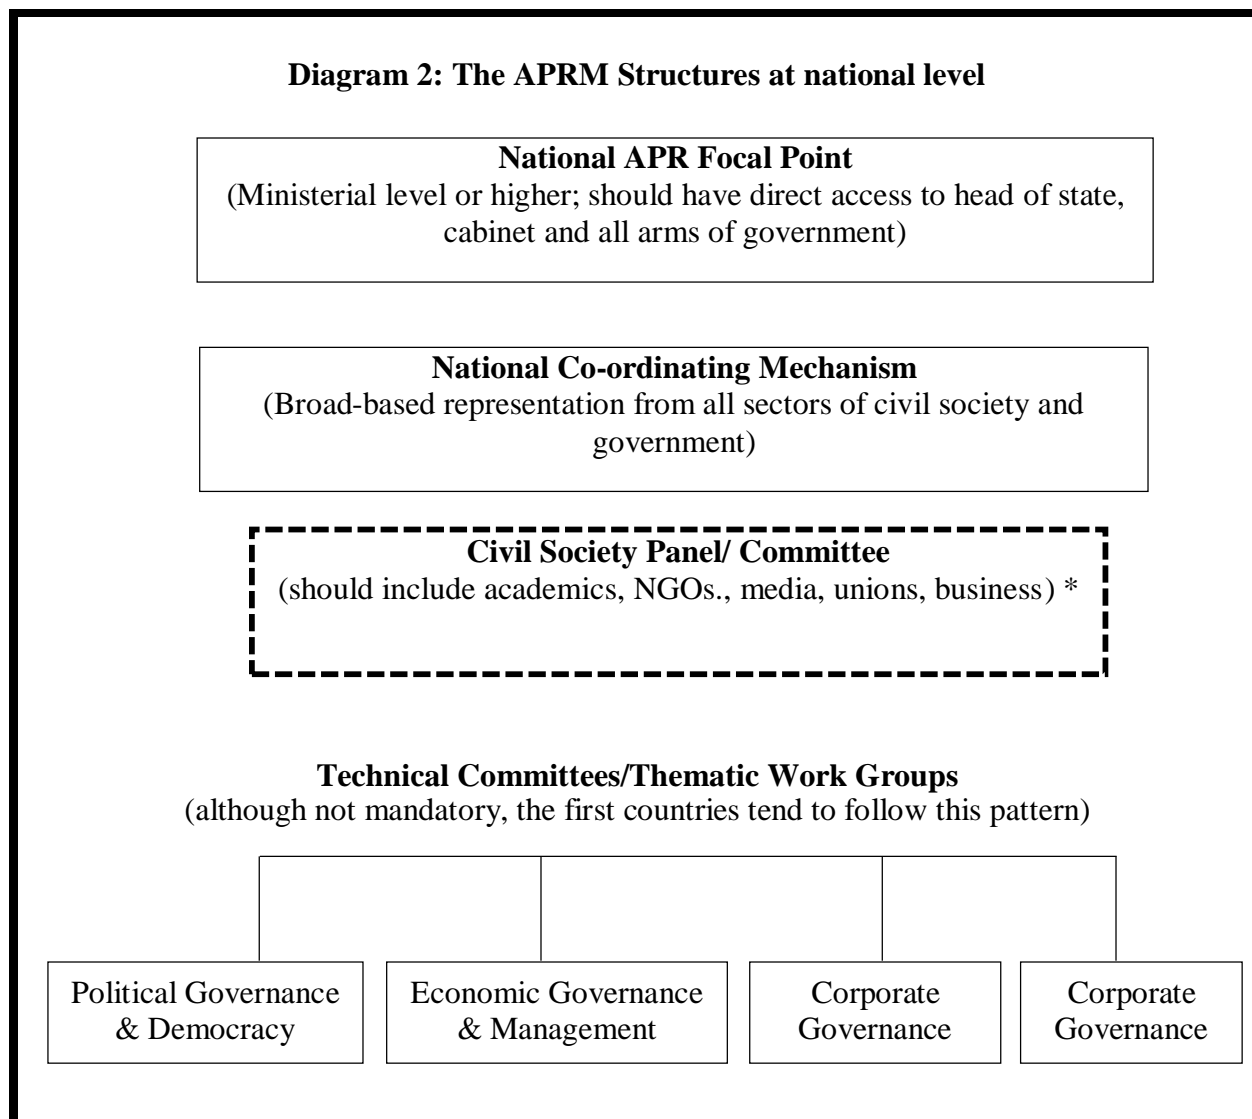 Diagram 2: The APRM Structures at national level
National APR Focal Point
(Ministerial level or higher; should have direct access to head of state,
cabinet and all arms of government)
National Co-ordinating Mechanism
(Broad-based representation from all sectors of civil society and
government)
Civil Society Panel/ Committee
(should include academics, NGOs., media, unions, business) *
Technical Committees/Thematic Work Groups
(although not mandatory, the first countries tend to follow this pattern)
Political Governance
& Democracy
Economic Governance
& Management
Corporate
Governance
Corporate
Governance